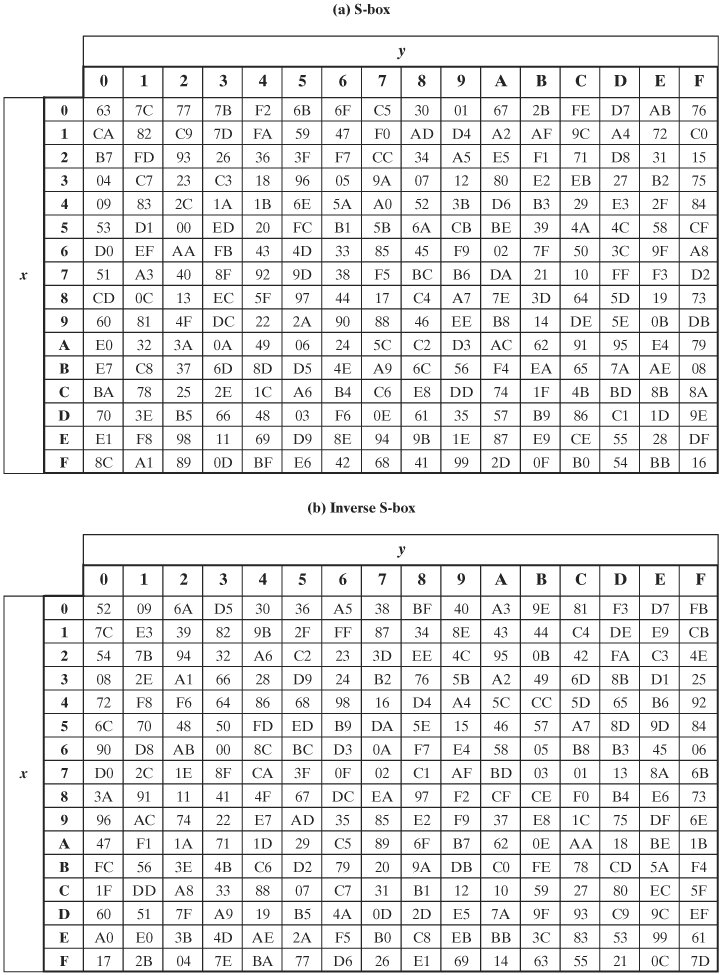 (a) S-box
y
0 1 2 3 4 5 6 7 8 9 A B C D E F
0 63 7C 77 7B F2 6B 6F C5 30 01 67 2B FE D7 AB 76
1 CA 82 C9 7D FA 59 47 F0 AD D4 A2 AF 9C A4 72 C0
2 B7 FD 93 26 36 3F F7 CC 34 A5 E5 F1 71 D8 31 15
3 04 C7 23 C3 18 96 05 9A 07 12 80 E2 EB 27 B2 75
4 09 83 2C 1A 1B 6E 5A A0 52 3B D6 B3 29 E3 2F 84
5 53 D1 00 ED 20 FC B1 5B 6A CB BE 39 4A 4C 58 CF
6 D0 EF AA FB 43 4D 33 85 45 F9 02 7F 50 3C 9F A8
x 7 51 A3 40 8F 92 9D 38 F5 BC B6 DA 21 10 FF F3 D2
8 CD 0C 13 EC 5F 97 44 17 C4 A7 7E 3D 64 5D 19 73
9 60 81 4F DC 22 2A 90 88 46 EE B8 14 DE 5E 0B DB
A E0 32 3A 0A 49 06 24 5C C2 D3 AC 62 91 95 E4 79
B E7 C8 37 6D 8D D5 4E A9 6C 56 F4 EA 65 7A AE 08
C BA 78 25 2E 1C A6 B4 C6 E8 DD 74 1F 4B BD 8B 8A
D 70 3E B5 66 48 03 F6 0E 61 35 57 B9 86 C1 1D 9E
E E1 F8 98 11 69 D9 8E 94 9B 1E 87 E9 CE 55 28 DF
F 8C A1 89 0D BF E6 42 68 41 99 2D 0F B0 54 BB 16
(b) Inverse S-box
y
0 1 2 3 4 5 6 7 8 9 A B C D E F
0 52 09 6A D5 30 36 A5 38 BF 40 A3 9E 81 F3 D7 FB
1 7C E3 39 82 9B 2F FF 87 34 8E 43 44 C4 DE E9 CB
2 54 7B 94 32 A6 C2 23 3D EE 4C 95 0B 42 FA C3 4E
3 08 2E A1 66 28 D9 24 B2 76 5B A2 49 6D 8B D1 25
4 72 F8 F6 64 86 68 98 16 D4 A4 5C CC 5D 65 B6 92
5 6C 70 48 50 FD ED B9 DA 5E 15 46 57 A7 8D 9D 84
6 90 D8 AB 00 8C BC D3 0A F7 E4 58 05 B8 B3 45 06
x 7 D0 2C 1E 8F CA 3F 0F 02 C1 AF BD 03 01 13 8A 6B
8 3A 91 11 41 4F 67 DC EA 97 F2 CF CE F0 B4 E6 73
9 96 AC 74 22 E7 AD 35 85 E2 F9 37 E8 1C 75 DF 6E
A 47 F1 1A 71 1D 29 C5 89 6F B7 62 0E AA 18 BE 1B
B FC 56 3E 4B C6 D2 79 20 9A DB C0 FE 78 CD 5A F4
C 1F DD A8 33 88 07 C7 31 B1 12 10 59 27 80 EC 5F
D 60 51 7F A9 19 B5 4A 0D 2D E5 7A 9F 93 C9 9C EF
E A0 E0 3B 4D AE 2A F5 B0 C8 EB BB 3C 83 53 99 61
F 17 2B 04 7E BA 77 D6 26 E1 69 14 63 55 21 0C 7D